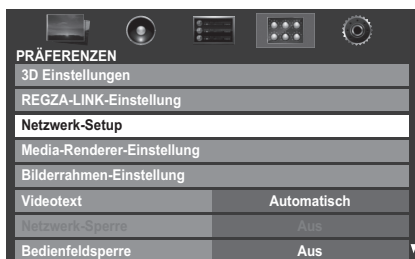 PRÄFERENZEN
3D Einstellungen
REGZA-LINK-Einstellung
Netzwerk-Setup
Media-Renderer-Einstellung
Bilderrahmen-Einstellung
Videotext Automatisch
Netzwerk-Sperre Aus
Bedienfeldsperre Aus